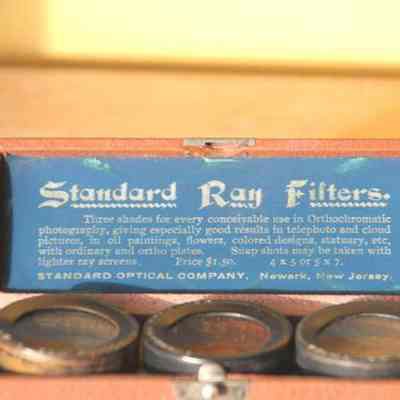 Standard Ray Filters.
Three shades for every conceivable use in Orthochromatic
photography, giving especially good results in telephoto and cloud
pictures, in oil paintings, flowers, colored designs, statuary, etc,
with ordinary and ortho plates. Snap shots may be taken with
lighter ray screens. Price $1.50. 4 x 5 or 5 x 7.
STANDARD OPTICAL COMPANY, Newark, New Jersey.